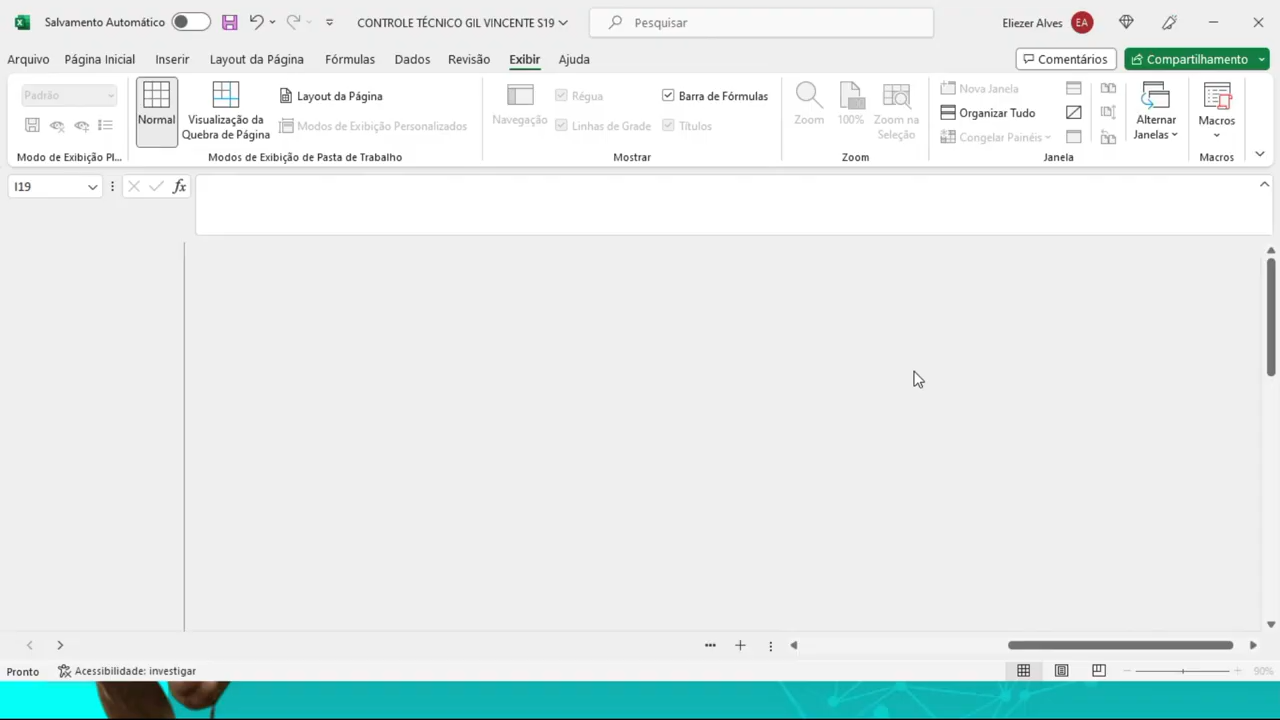 Salvamento Automático
CONTROLE TÉCNICO GIL VINCENTE S19
Pesquisar
Eliezer Alves
EA
Arquivo
Página Inicial
Inserir
Layout da Página
Fórmulas
Dados
Revisão
Exibir
Ajuda
Comentários
Compartilhamento
Padrão
Modo de Exibição Pl...
Normal
Visualização da
Quebra de Página
Layout da Página
Modos de Exibição Personalizados
Modos de Exibição de Pasta de Trabalho
Navegação
Régua
Barra de Fórmulas
Linhas de Grade
Títulos
Mostrar
Zoom
100%
Zoom na
Seleção
Zoom
Nova Janela
Organizar Tudo
Congelar Painéis
Alternar
Janelas
Janela
Macros
Macros
I19
fx
Pronto
Acessibilidade: investigar
90%